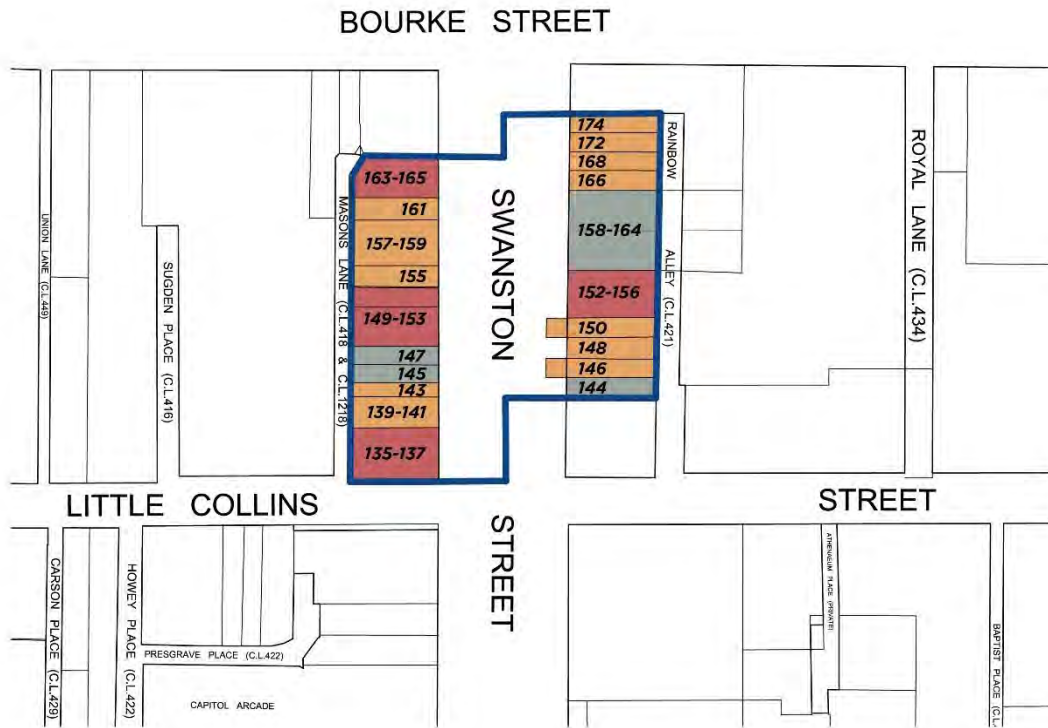 BOURKE STREET
UNION LANE (C.L.449)
SUGDEN PLACE (C.L.416)
MASONS LANE (C.L.418 & C.L.1218)
163-165
161
157-159
155
149-153
147
145
143
139-141
135-137
SWANSTON
STREET
174
172
168
166
158-164
152-156
150
148
146
144
RAINBOW ALLEY (C.L.421)
ROYAL LANE (C.L.434)
LITTLE COLLINS STREET
CARSON PLACE (C.L.429)
HOWEY PLACE (C.L.422)
PRESGRAVE PLACE (C.L.422)
CAPITOL ARCADE
ATHENAEUM PLACE (PRIVATE)
BAPTIST PLACE (C.L.